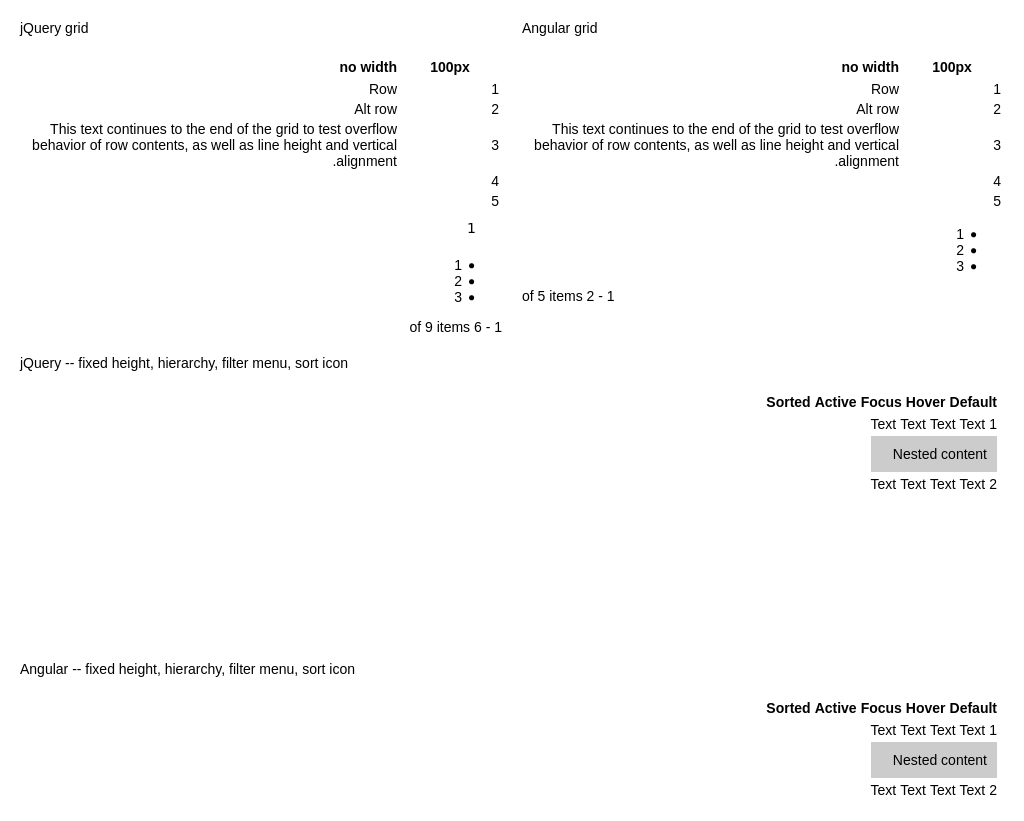 jQuery grid
no width 100px
Row 1
Alt row 2
This text continues to the end of the grid to test overflow
behavior of row contents, as well as line height and vertical 3
.alignment
4
5
1
1 •
2 •
3 •
of 9 items 6 - 1
Angular grid
no width 100px
Row 1
Alt row 2
This text continues to the end of the grid to test overflow
behavior of row contents, as well as line height and vertical 3
.alignment
4
5
1 •
2 •
3 •
of 5 items 2 - 1
jQuery -- fixed height, hierarchy, filter menu, sort icon
Sorted Active Focus Hover Default
Text Text Text Text 1
Nested content
Text Text Text Text 2
Angular -- fixed height, hierarchy, filter menu, sort icon
Sorted Active Focus Hover Default
Text Text Text Text 1
Nested content
Text Text Text Text 2